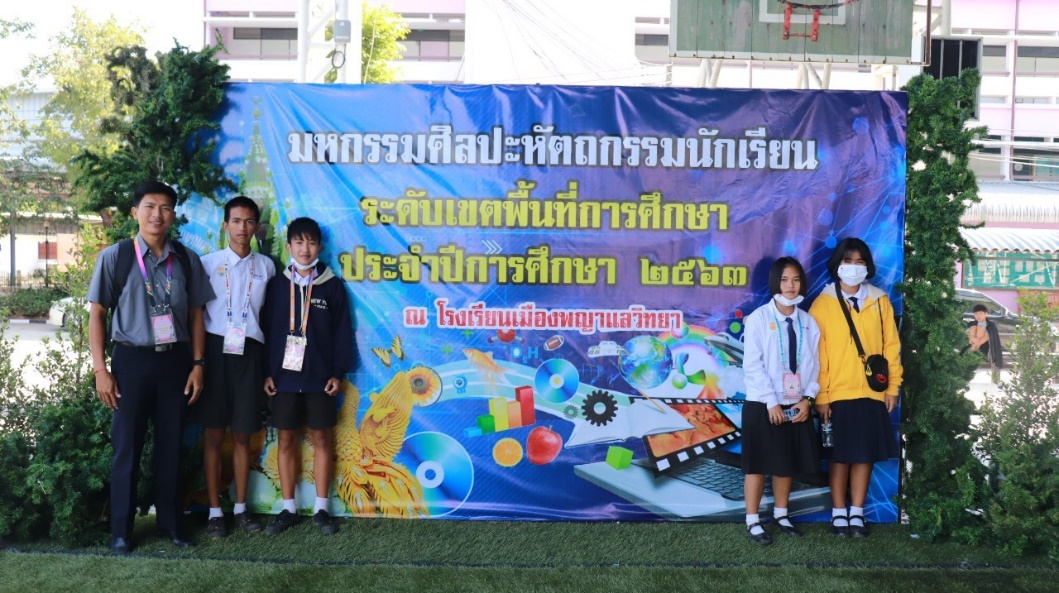 มหกรรมศิลปะหัตถกรรมนักเรียน
ระดับเขตพื้นที่การศึกษา
ประจำปีการศึกษา ๒๕๖๓
ณ โรงเรียนเมืองพญาแลวิทยา